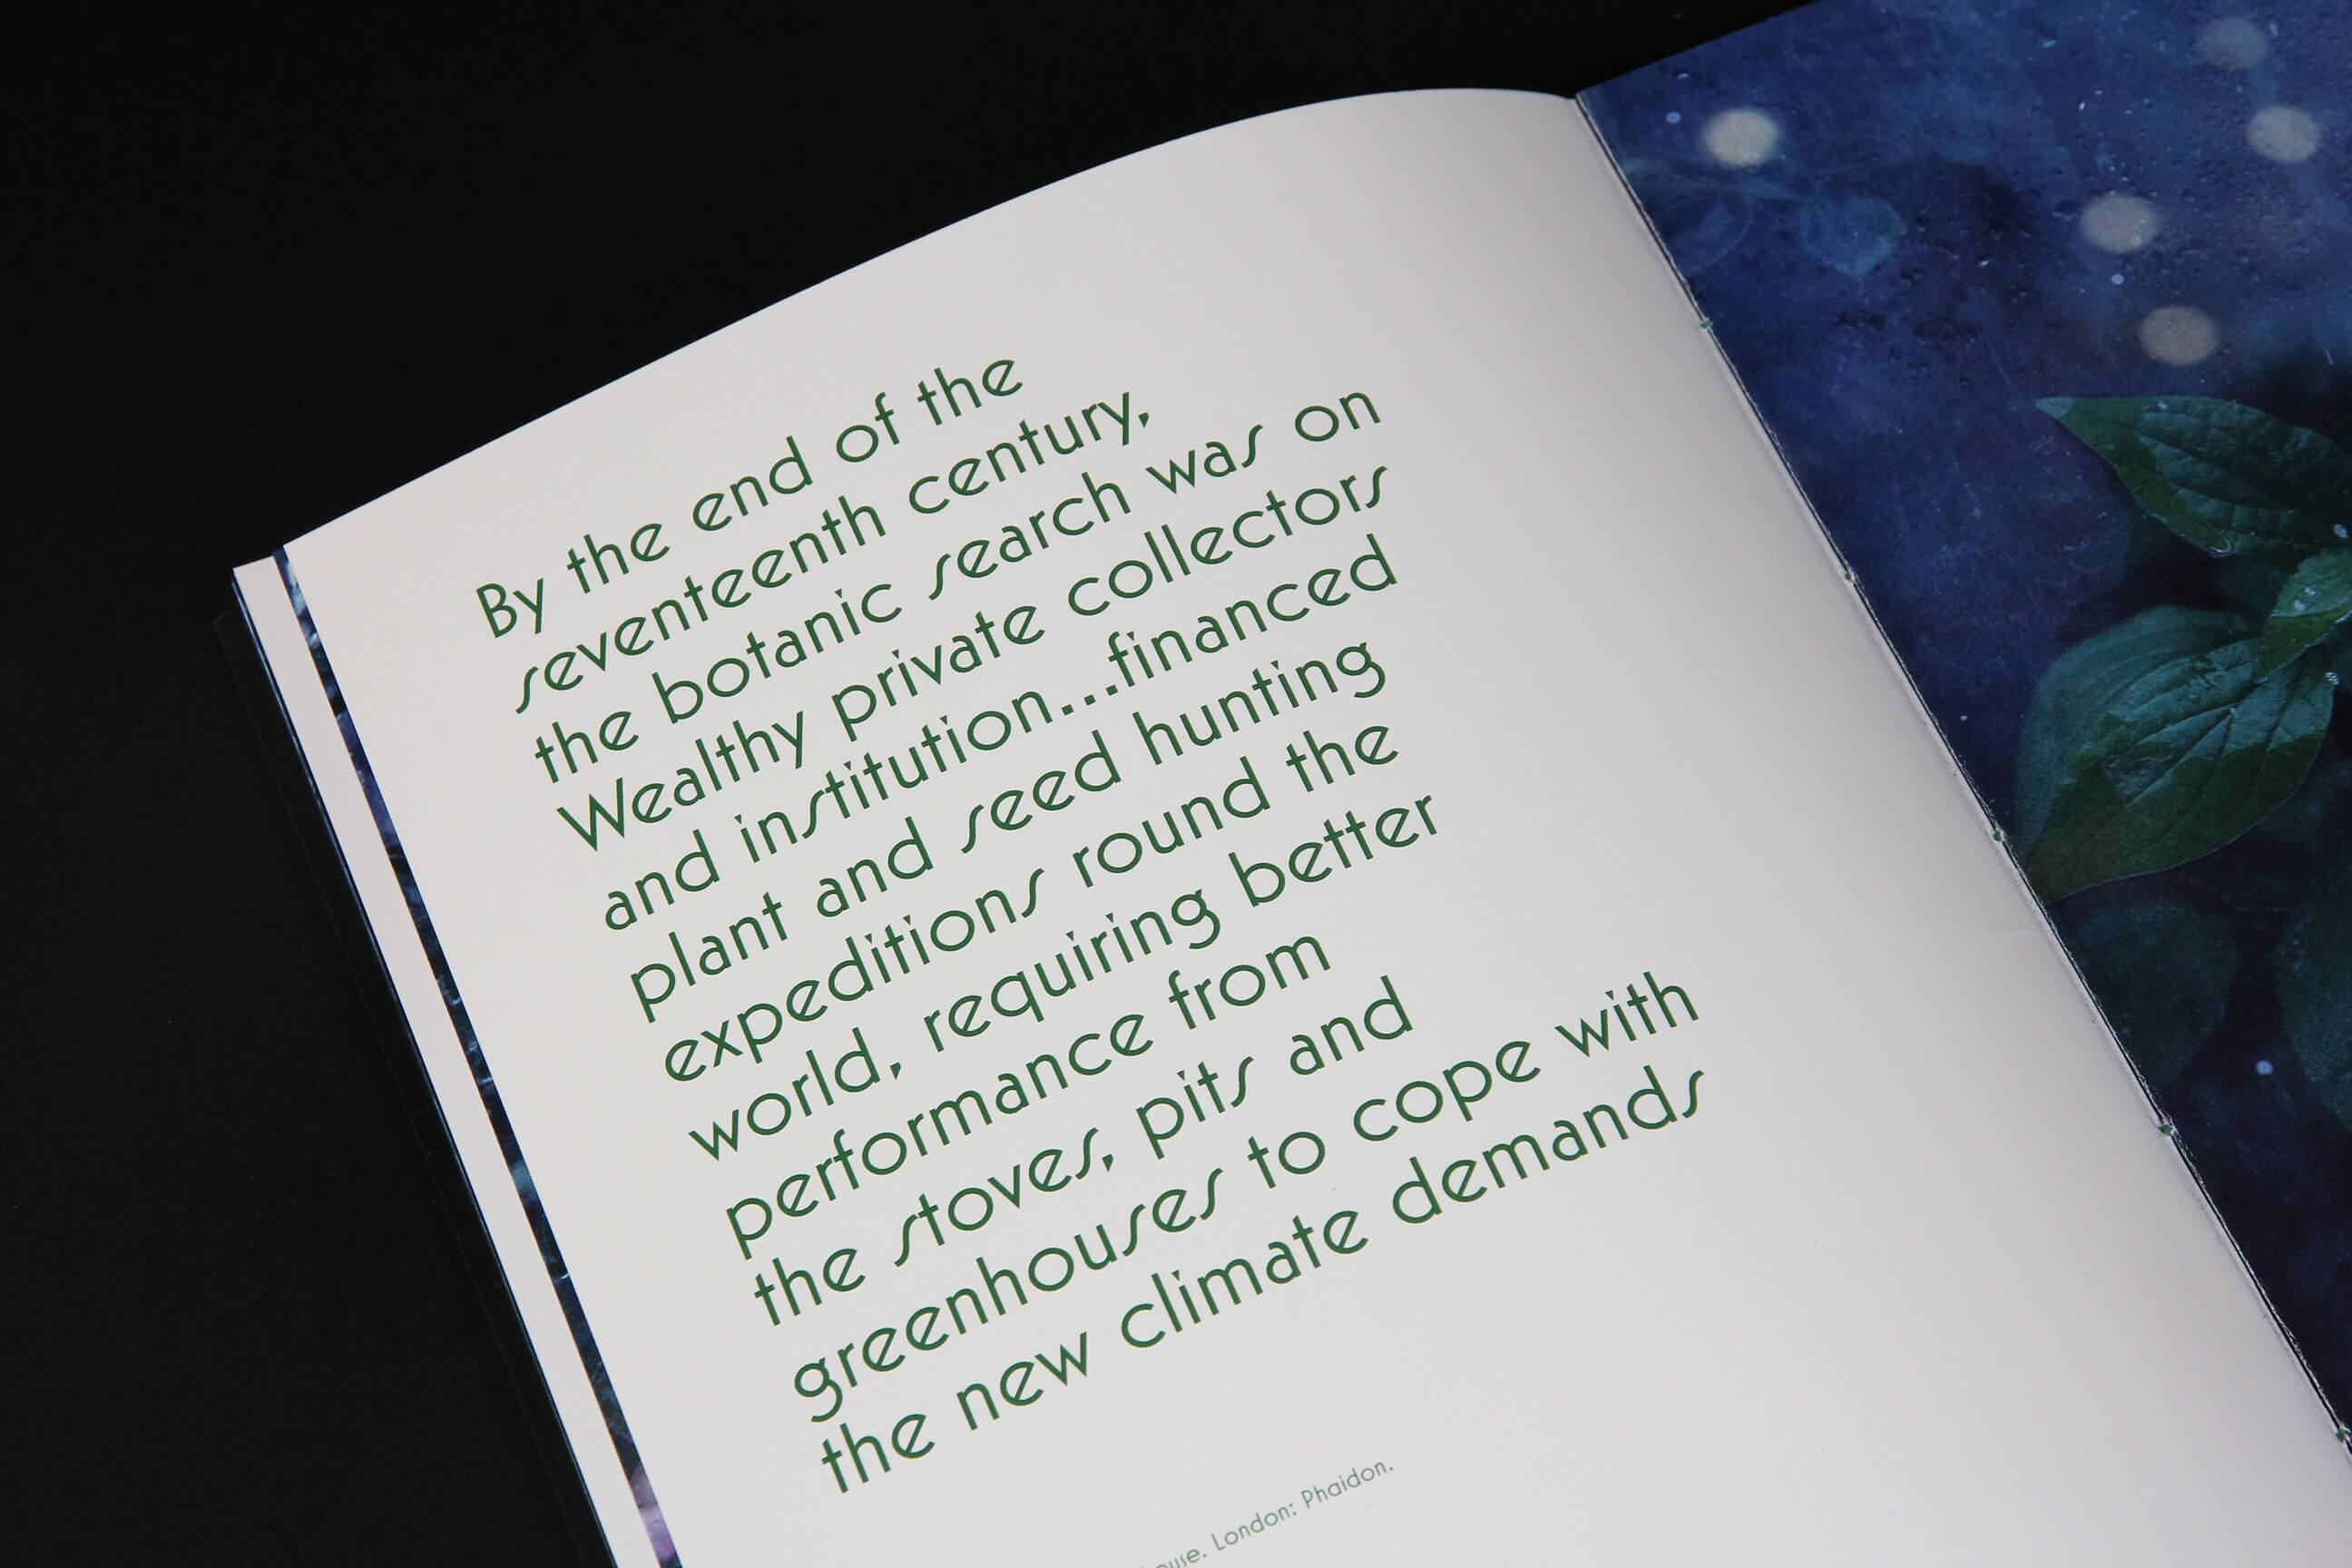 By the end of the
seventeenth century,
the botanic search was on
Wealthy private collectors
and institution...financed
plant and seed hunting
expeditions round the
world, requiring better
performance from
the stoves, pits and
greenhouses to cope with
the new climate demands
London: Phaidon.